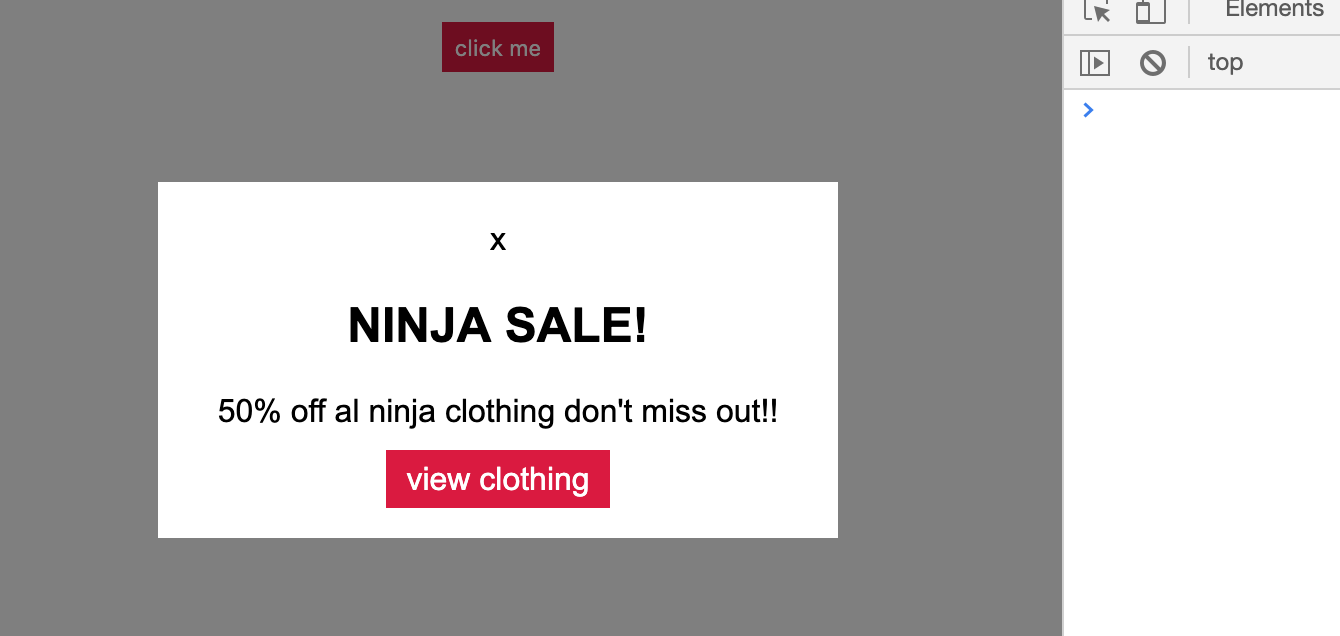 Elements
click me
top
x
NINJA SALE!
50% off al ninja clothing don't miss out!!
view clothing